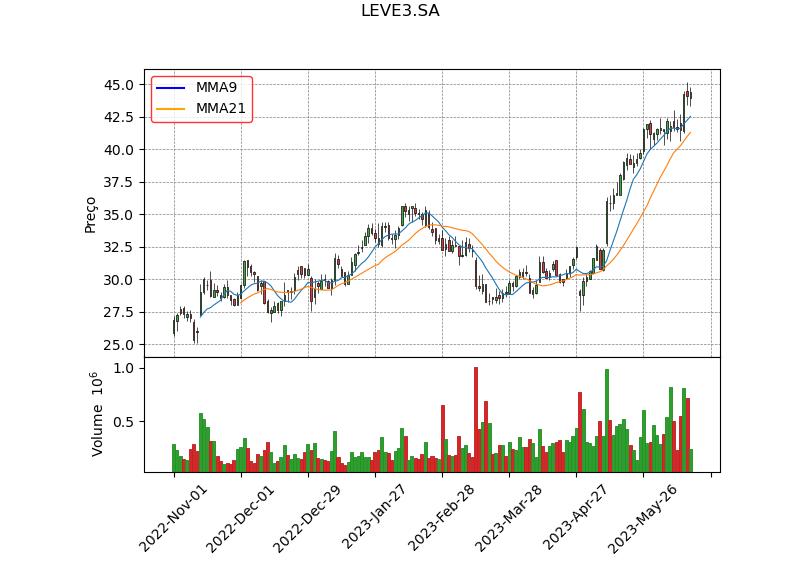 LEVE3.SA
MMA9
MMA21
Preço
45.0
42.5
40.0
37.5
35.0
32.5
30.0
27.5
25.0
Volume 10⁶
1.0
0.5
2022-Nov-01
2022-Dec-01
2022-Dec-29
2023-Jan-27
2023-Feb-28
2023-Mar-28
2023-Apr-27
2023-May-26